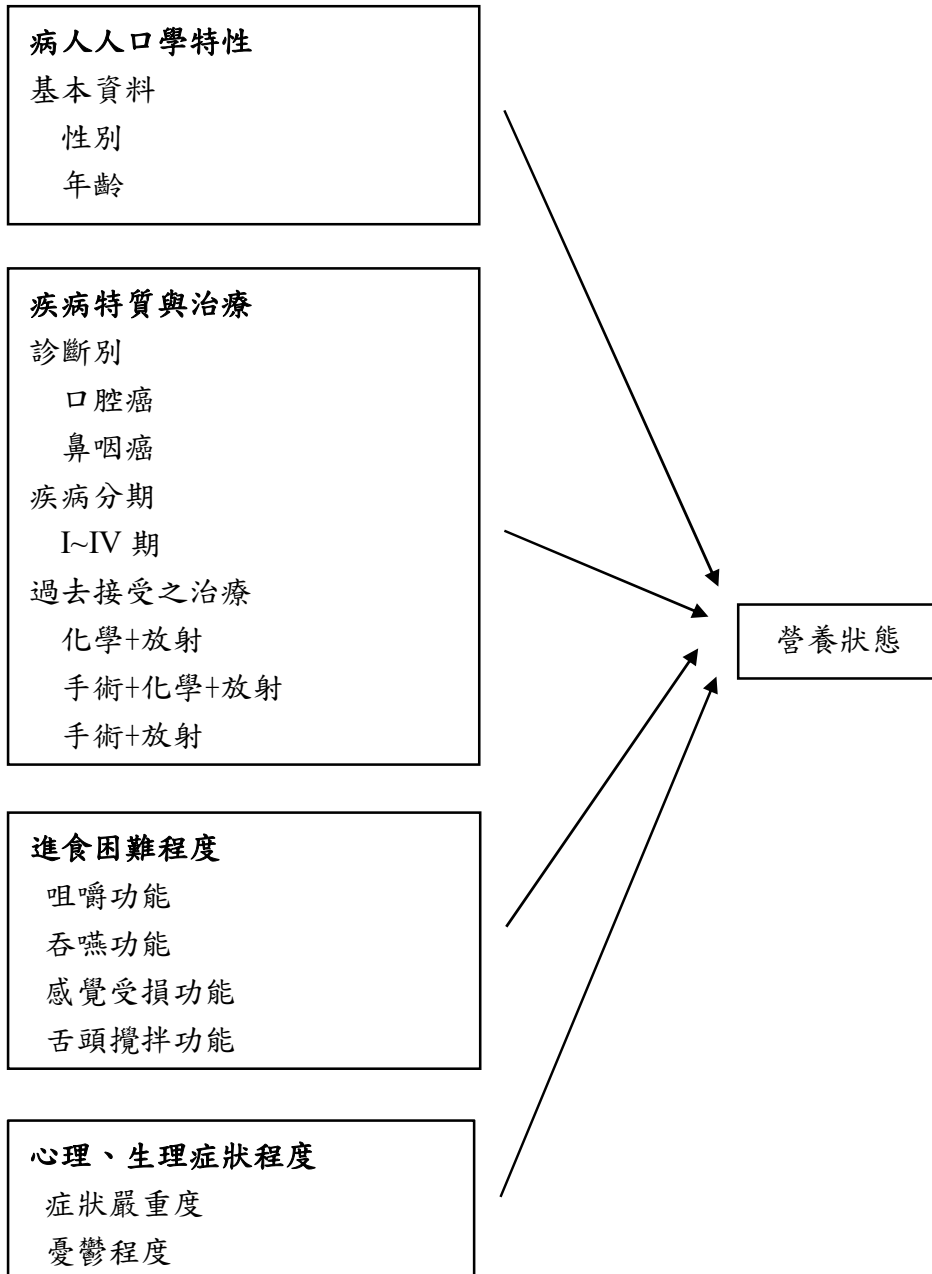 病人人口學特性
基本資料
性別
年齡
疾病特質與治療
診斷別
口腔癌
鼻咽癌
疾病分期
I~IV 期
過去接受之治療
化學+放射
手術+化學+放射
手術+放射
進食困難程度
咀嚼功能
吞嚥功能
感覺受損功能
舌頭攪拌功能
心理、生理症狀程度
症狀嚴重度
憂鬱程度
營養狀態